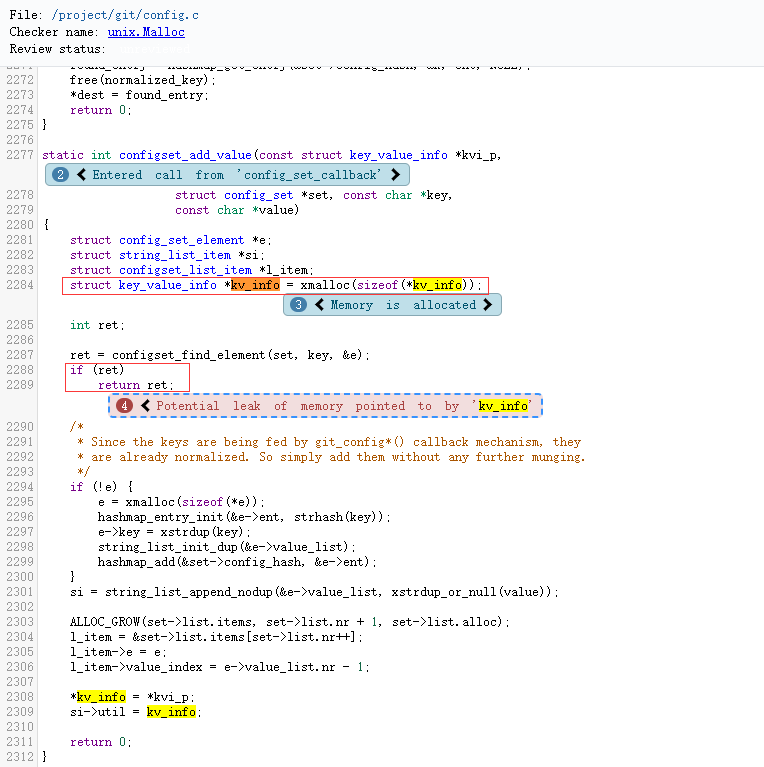 File: /project/git/config.c
Checker name: unix.Malloc
Review status:
2272 free(normalized_key);
2273 *dest = found_entry;
2274 return 0;
2275 }
2276
2277 static int configset_add_value(const struct key_value_info *kvi_p,
2 Entered call from 'config_set_callback'
2278 struct config_set *set, const char *key,
2279 const char *value)
2280 {
2281 struct config_set_element *e;
2282 struct string_list_item *si;
2283 struct configset_list_item *l_item;
2284 struct key_value_info *kv_info = xmalloc(sizeof(*kv_info));
3 Memory is allocated
2285 int ret;
2286
2287 ret = configset_find_element(set, key, &e);
2288 if (ret)
2289 return ret;
4 Potential leak of memory pointed to by 'kv_info'
2290 /*
2291 * Since the keys are being fed by git_config*() callback mechanism, they
2292 * are already normalized. So simply add them without any further munging.
2293 */
2294 if (!e) {
2295 e = xmalloc(sizeof(*e));
2296 hashmap_entry_init(&e->ent, strhash(key));
2297 e->key = xstrdup(key);
2298 string_list_init_dup(&e->value_list);
2299 hashmap_add(&set->config_hash, &e->ent);
2300 }
2301 si = string_list_append_nodup(&e->value_list, xstrdup_or_null(value));
2302
2303 ALLOC_GROW(set->list.items, set->list.nr + 1, set->list.alloc);
2304 l_item = &set->list.items[set->list.nr++];
2305 l_item->e = e;
2306 l_item->value_index = e->value_list.nr - 1;
2307
2308 *kv_info = *kvi_p;
2309 si->util = kv_info;
2310
2311 return 0;
2312 }